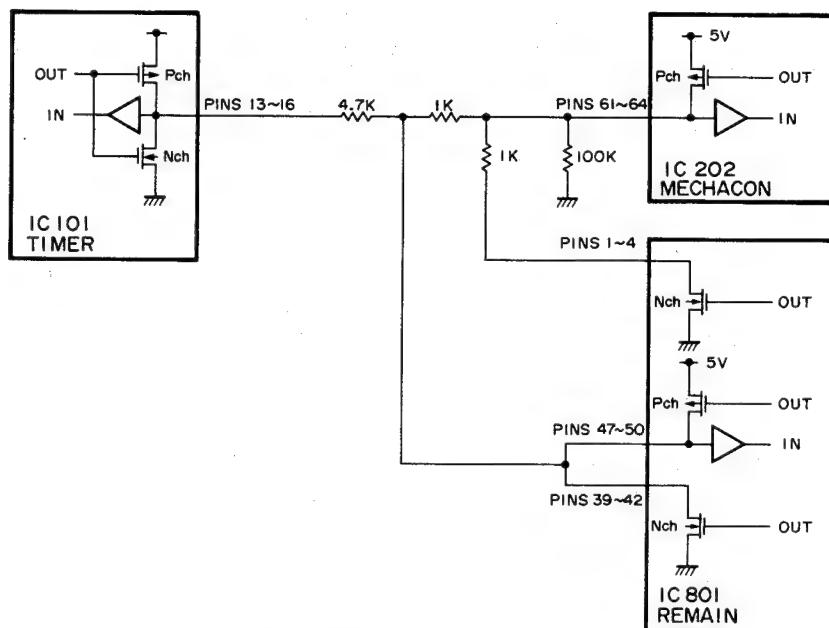 OUT
Pch
IN
PINS 13~16
Nch
IC 101
TIMER
4.7K
1K
1K
100K
PINS 61~64
5V
Pch
OUT
IN
IC 202
MECHACON
PINS 1~4
Nch
OUT
5V
Pch
OUT
PINS 47~50
IN
PINS 39~42
Nch
OUT
IC 801
REMAIN